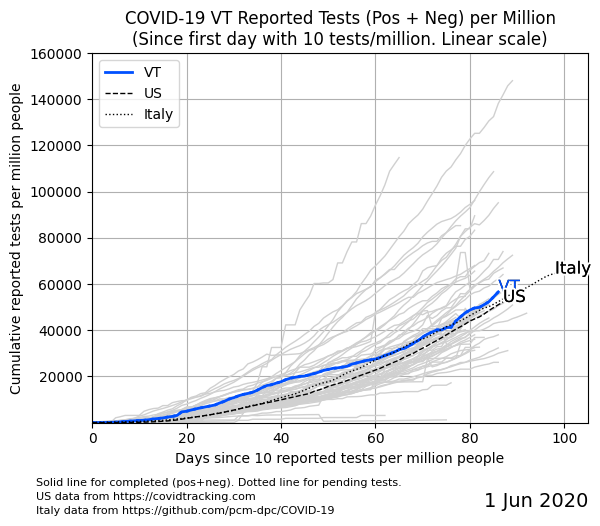 COVID-19 VT Reported Tests (Pos + Neg) per Million
(Since first day with 10 tests/million. Linear scale)
Cumulative reported tests per million people
160000
140000
120000
100000
80000
60000
40000
20000
VT
US
Italy
Italy
VT
US
0
20
40
60
80
100
Days since 10 reported tests per million people
Solid line for completed (pos+neg). Dotted line for pending tests.
US data from https://covidtracking.com
Italy data from https://github.com/pcm-dpc/COVID-19
1 Jun 2020